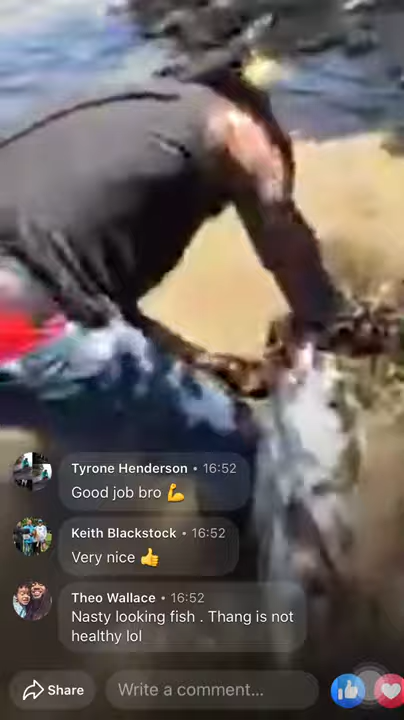 Tyrone Henderson • 16:52
Good job bro 💪
Keith Blackstock • 16:52
Very nice 👍
Theo Wallace • 16:52
Nasty looking fish . Thang is not
healthy lol
Share
Write a comment...